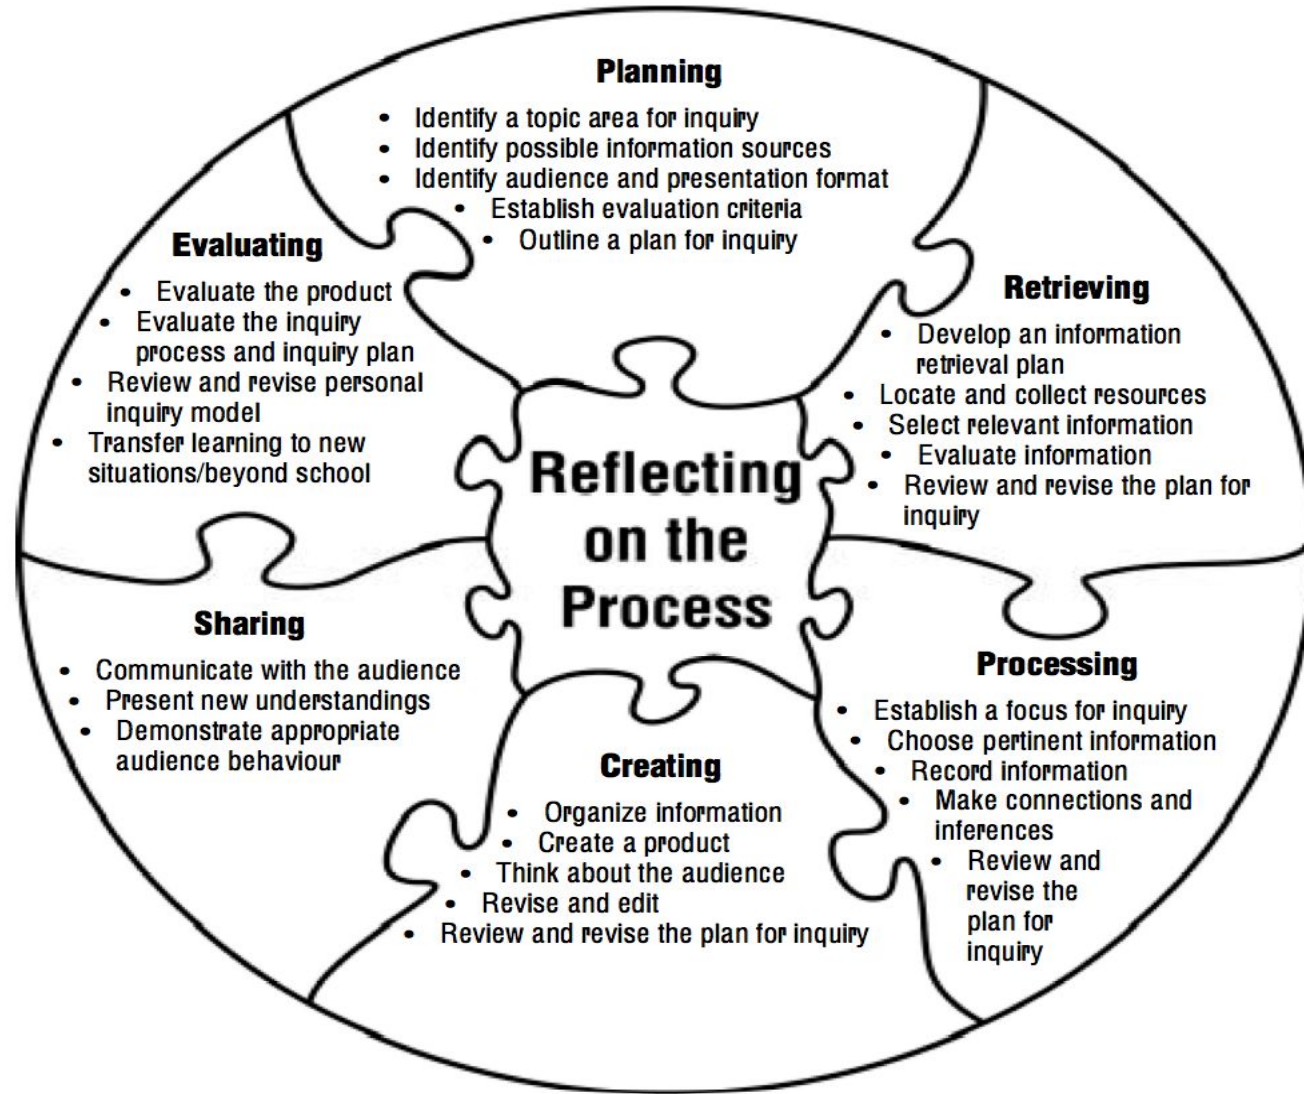 Planning
• Identify a topic area for inquiry
• Identify possible information sources
• Identify audience and presentation format
• Establish evaluation criteria
• Outline a plan for inquiry
Retrieving
• Develop an information
retrieval plan
• Locate and collect resources
• Select relevant information
• Evaluate information
• Review and revise the plan for
inquiry
Processing
• Establish a focus for inquiry
• Choose pertinent information
• Record information
• Make connections and
inferences
• Review and
revise the
plan for
inquiry
Creating
• Organize information
• Create a product
• Think about the audience
• Revise and edit
• Review and revise the plan for inquiry
Sharing
• Communicate with the audience
• Present new understandings
• Demonstrate appropriate
audience behaviour
Evaluating
• Evaluate the product
• Evaluate the inquiry
process and inquiry plan
• Review and revise personal
inquiry model
• Transfer learning to new
situations/beyond school
Reflecting
on the
Process